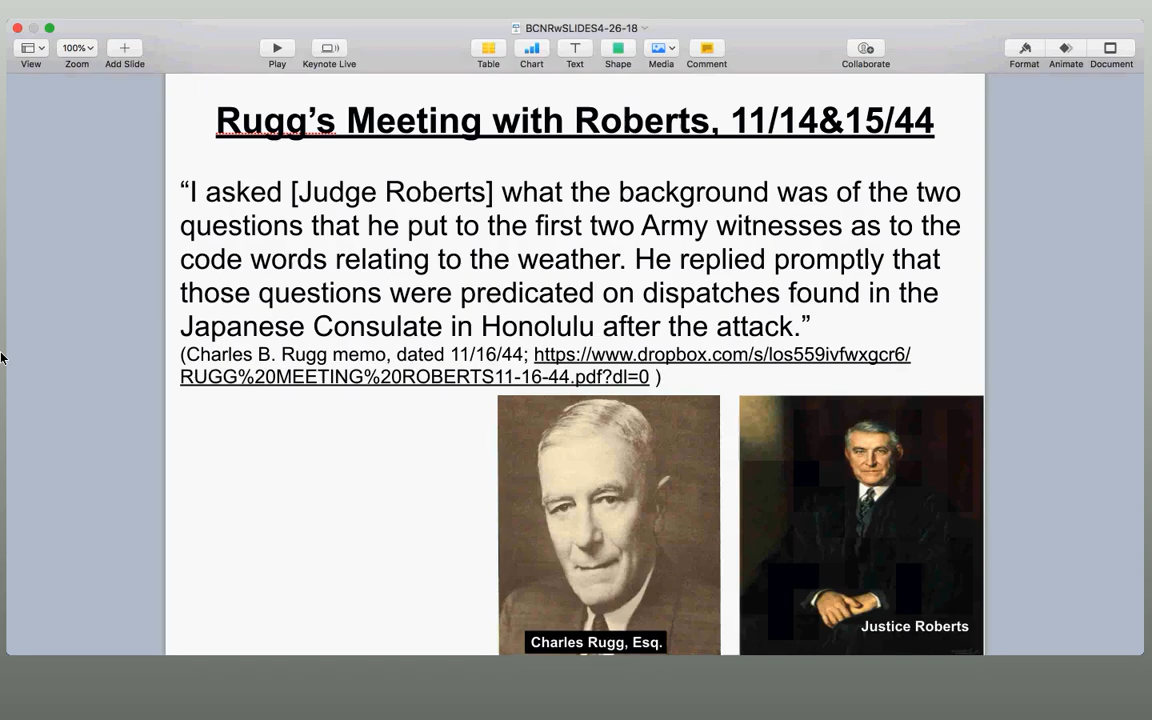 BCNRwSLIDES4-26-18
100%
View
Zoom
Add Slide
Play
Keynote Live
Table
Chart
Text
Shape
Media
Comment
Collaborate
Format
Animate
Document
Rugg’s Meeting with Roberts, 11/14&15/44
“I asked [Judge Roberts] what the background was of the two
questions that he put to the first two Army witnesses as to the
code words relating to the weather. He replied promptly that
those questions were predicated on dispatches found in the
Japanese Consulate in Honolulu after the attack.”
(Charles B. Rugg memo, dated 11/16/44; https://www.dropbox.com/s/los559ivfwxgcr6/
RUGG%20MEETING%20ROBERTS11-16-44.pdf?dl=0 )
Charles Rugg, Esq.
Justice Roberts